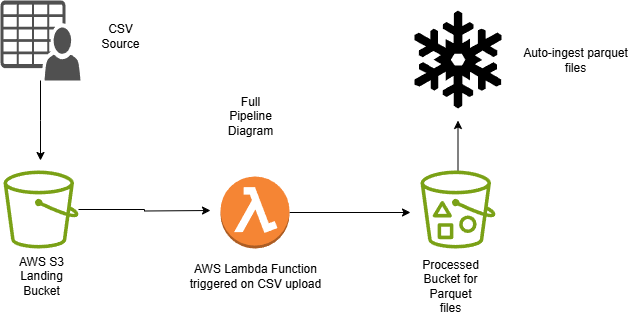 CSV
Source
Auto-ingest parquet
files
Full
Pipeline
Diagram
AWS S3
Landing
Bucket
AWS Lambda Function
triggered on CSV upload
Processed
Bucket for
Parquet
files